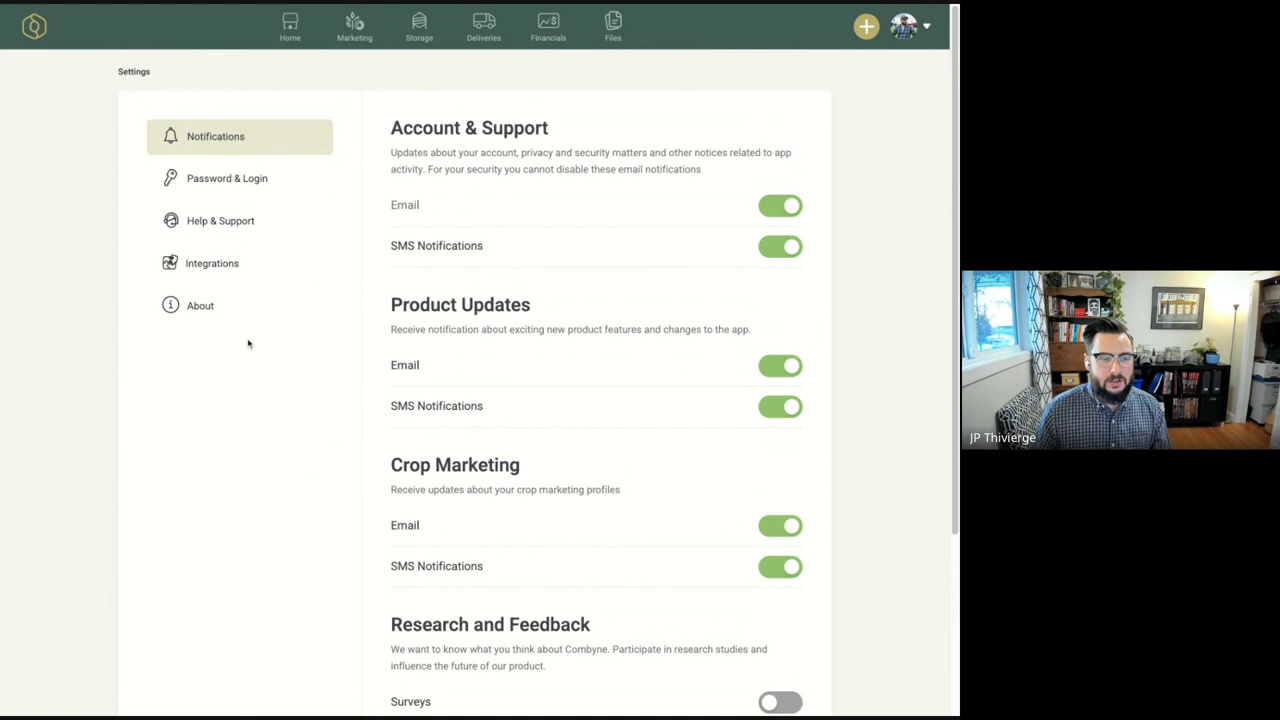 Home
Marketing
Storage
Deliveries
Financials
Files
Settings
Notifications
Password & Login
Help & Support
Integrations
About
Account & Support
Updates about your account, privacy and security matters and other notices related to app
activity. For your security you cannot disable these email notifications
Email
SMS Notifications
Product Updates
Receive notification about exciting new product features and changes to the app.
Email
SMS Notifications
Crop Marketing
Receive updates about your crop marketing profiles
Email
SMS Notifications
Research and Feedback
We want to know what you think about Combyne. Participate in research studies and
influence the future of our product.
Surveys
JP Thivierge